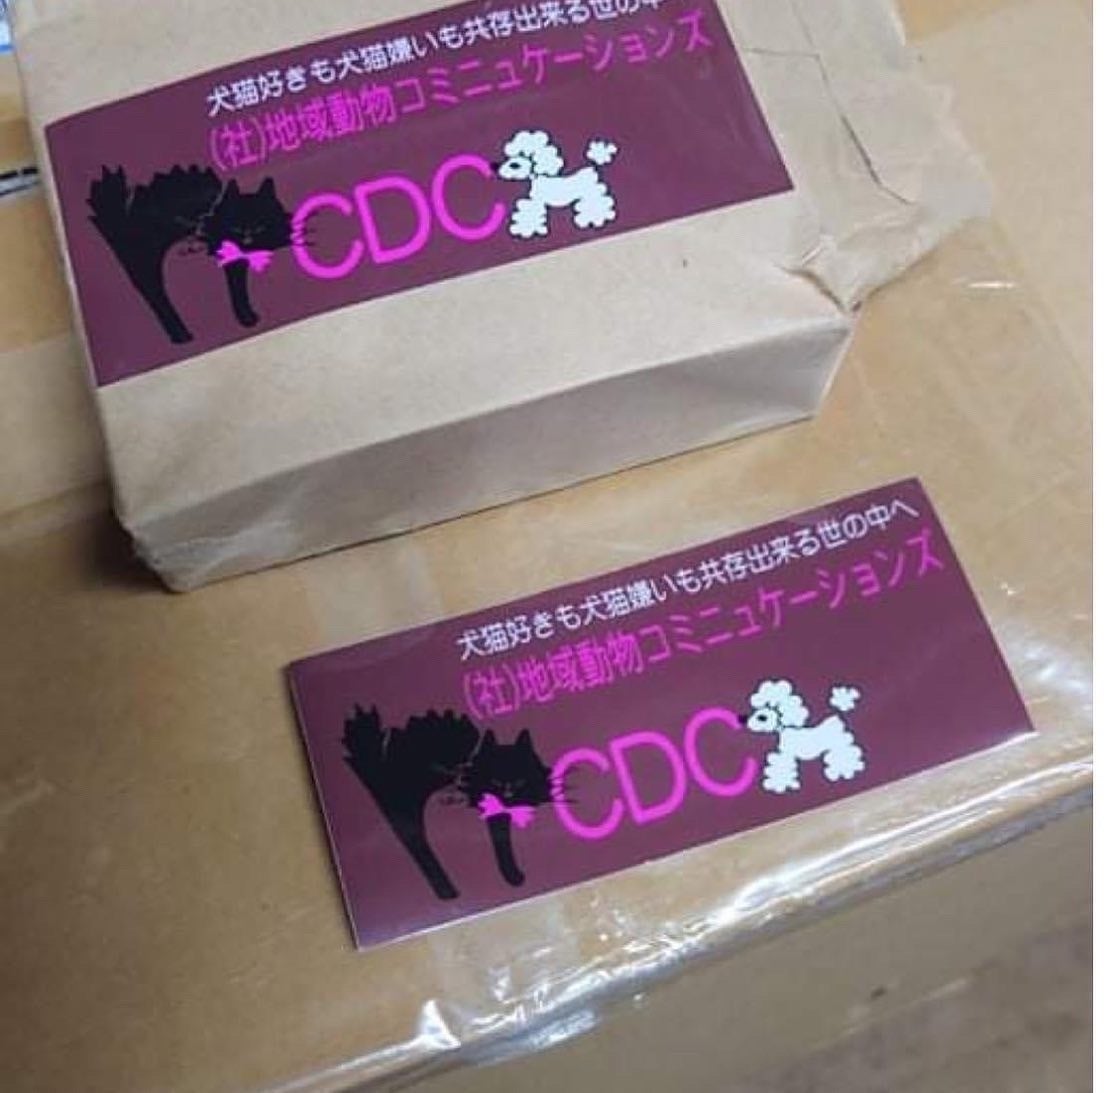 犬猫好きも犬猫嫌いも共存出来る世の中
(社)地域動物コミニュケーションズ
CDC
犬猫好きも犬猫嫌いも共存出来る世の中へ
(社)地域動物コミニュケーションズ
CDC